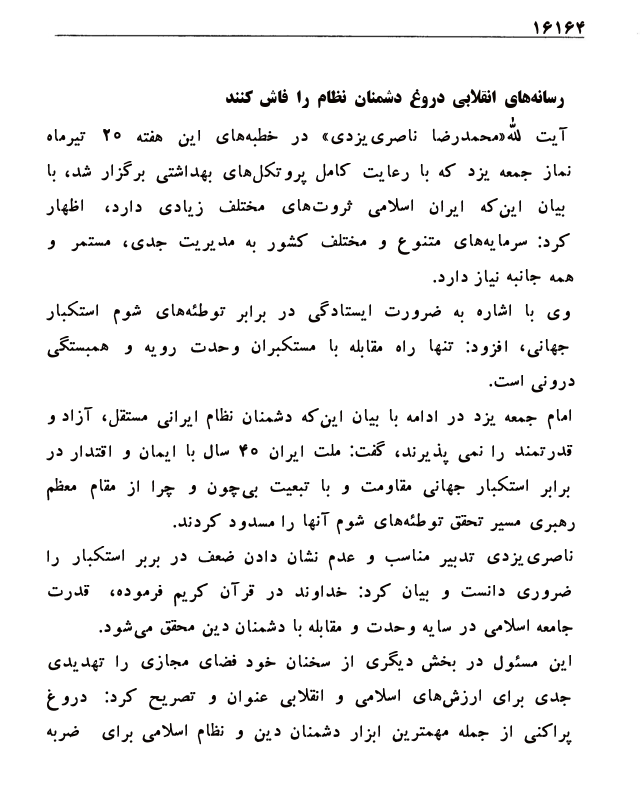 ۱۶۱۶۴
رسانه‌های انقلابی دروغ دشمنان نظام را فاش کنند
آیت الله«محمدرضا ناصری‌یزدی» در خطبه‌های این هفته ۲۰ تیرماه
نماز جمعه یزد که با رعایت کامل پروتکل‌های بهداشتی برگزار شد، با
بیان این‌که ایران اسلامی ثروت‌های مختلف زیادی دارد، اظهار
کرد: سرمایه‌های متنوع و مختلف کشور به مدیریت جدی، مستمر و
همه جانبه نیاز دارد.
وی با اشاره به ضرورت ایستادگی در برابر توطئه‌های شوم استکبار
جهانی، افزود: تنها راه مقابله با مستکبران وحدت رویه و همبستگی
درونی است.
امام جمعه یزد در ادامه با بیان این‌که دشمنان نظام ایرانی مستقل، آزاد و
قدرتمند را نمی پذیرند، گفت: ملت ایران ۴۰ سال با ایمان و اقتدار در
برابر استکبار جهانی مقاومت و با تبعیت بی‌چون و چرا از مقام معظم
رهبری مسیر تحقق توطئه‌های شوم آنها را مسدود کردند.
ناصری‌یزدی تدبیر مناسب و عدم نشان دادن ضعف در بربر استکبار را
ضروری دانست و بیان کرد: خداوند در قرآن کریم فرموده، قدرت
جامعه اسلامی در سایه وحدت و مقابله با دشمنان دین محقق می‌شود.
این مسئول در بخش دیگری از سخنان خود فضای مجازی را تهدیدی
جدی برای ارزش‌های اسلامی و انقلابی عنوان و تصریح کرد: دروغ
پراکنی از جمله مهمترین ابزار دشمنان دین و نظام اسلامی برای ضربه